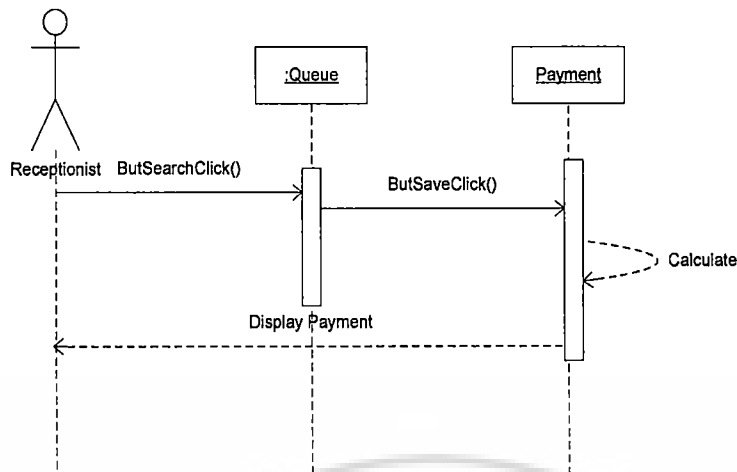 :Queue
Payment
Receptionist
ButSearchClick()
ButSaveClick()
Calculate
Display Payment